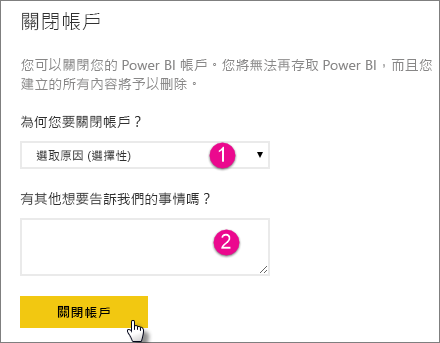 關閉帳戶
您可以關閉您的 Power BI 帳戶。您將無法再存取 Power BI，而且您
建立的所有內容將予以刪除。
為何您要關閉帳戶？
選取原因 (選擇性) 1
有其他想要告訴我們的事情嗎？
2
關閉帳戶